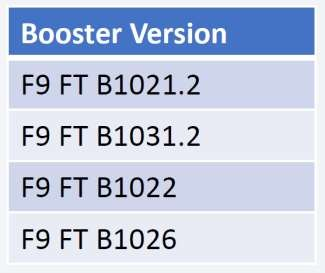 Booster Version
F9 FT B1021.2
F9 FT B1031.2
F9 FT B1022
F9 FT B1026